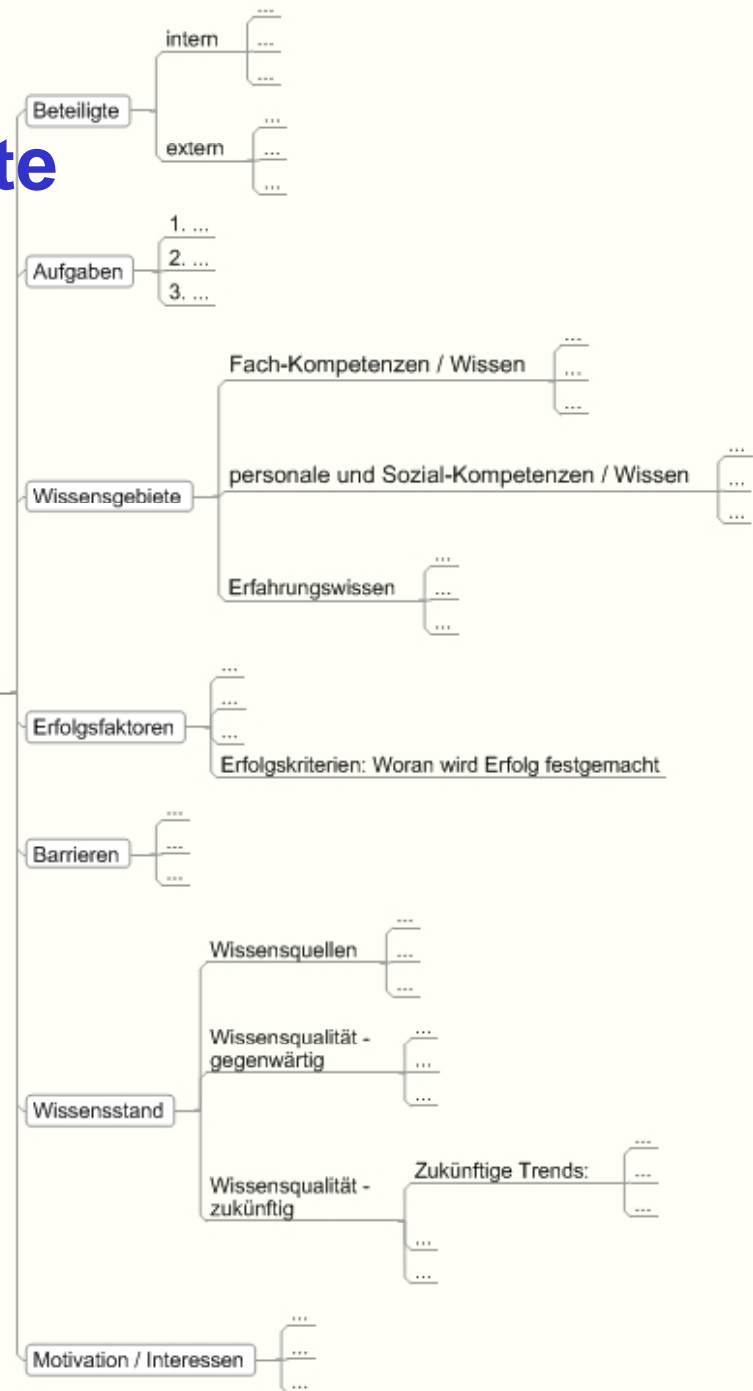 ...
intern
...
...
Beteiligte
...
extern
...
...
te
1. ...
2. ...
Aufgaben
3. ...
...
Fach-Kompetenzen / Wissen
...
...
...
personale und Sozial-Kompetenzen / Wissen
...
...
Wissensgebiete
...
Erfahrungswissen
...
...
...
...
Erfolgsfaktoren
...
Erfolgskriterien: Woran wird Erfolg festgemacht
...
Barrieren
...
...
...
Wissensquellen
...
...
Wissensqualität -
gegenwärtig
...
...
...
Wissensstand
Wissensqualität -
zukünftig
Zukünftige Trends:
...
...
...
...
...
...
Motivation / Interessen
...
...